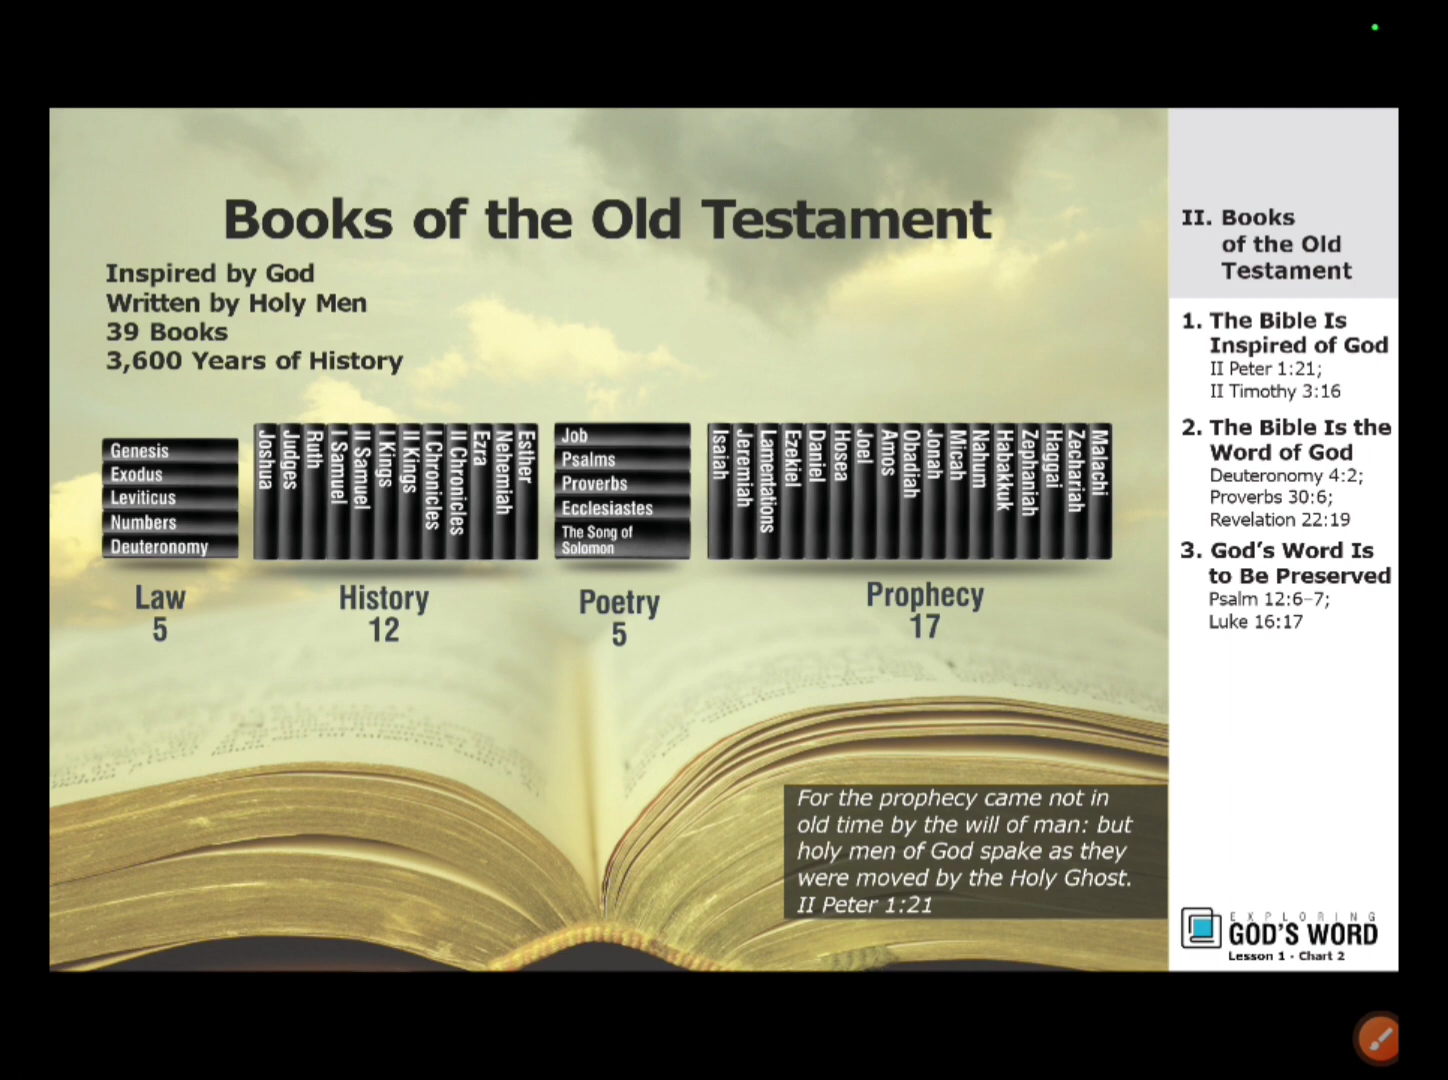 Books of the Old Testament
Inspired by God
Written by Holy Men
39 Books
3,600 Years of History
Genesis
Exodus
Leviticus
Numbers
Deuteronomy
Law
5
Joshua
Judges
Ruth
I Samuel
II Samuel
I Kings
II Kings
I Chronicles
II Chronicles
Ezra
Nehemiah
Esther
History
12
Job
Psalms
Proverbs
Ecclesiastes
The Song of
Solomon
Poetry
5
Isaiah
Jeremiah
Lamentations
Ezekiel
Daniel
Hosea
Joel
Amos
Obadiah
Jonah
Micah
Nahum
Habakkuk
Zephaniah
Haggai
Zechariah
Malachi
Prophecy
17
For the prophecy came not in
old time by the will of man: but
holy men of God spake as they
were moved by the Holy Ghost.
II Peter 1:21
II. Books
of the Old
Testament
1. The Bible Is
Inspired of God
II Peter 1:21;
II Timothy 3:16
2. The Bible Is the
Word of God
Deuteronomy 4:2;
Proverbs 30:6;
Revelation 22:19
3. God's Word Is
to Be Preserved
Psalm 12:6–7;
Luke 16:17
EXPLORING
GOD'S WORD
Lesson 1 - Chart 2